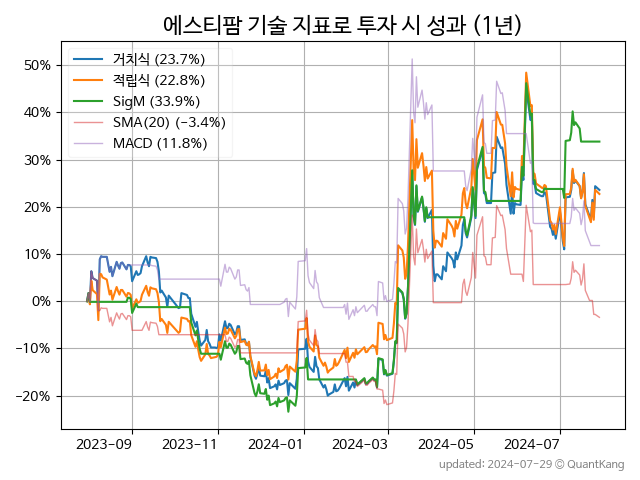 에스티팜 기술 지표로 투자 시 성과 (1년)
거치식 (23.7%)
적립식 (22.8%)
SigM (33.9%)
SMA(20) (−3.4%)
MACD (11.8%)
50%
40%
30%
20%
10%
0%
−10%
−20%
2023-09 2023-11 2024-01 2024-03 2024-05 2024-07
updated: 2024-07-29 © QuantKang